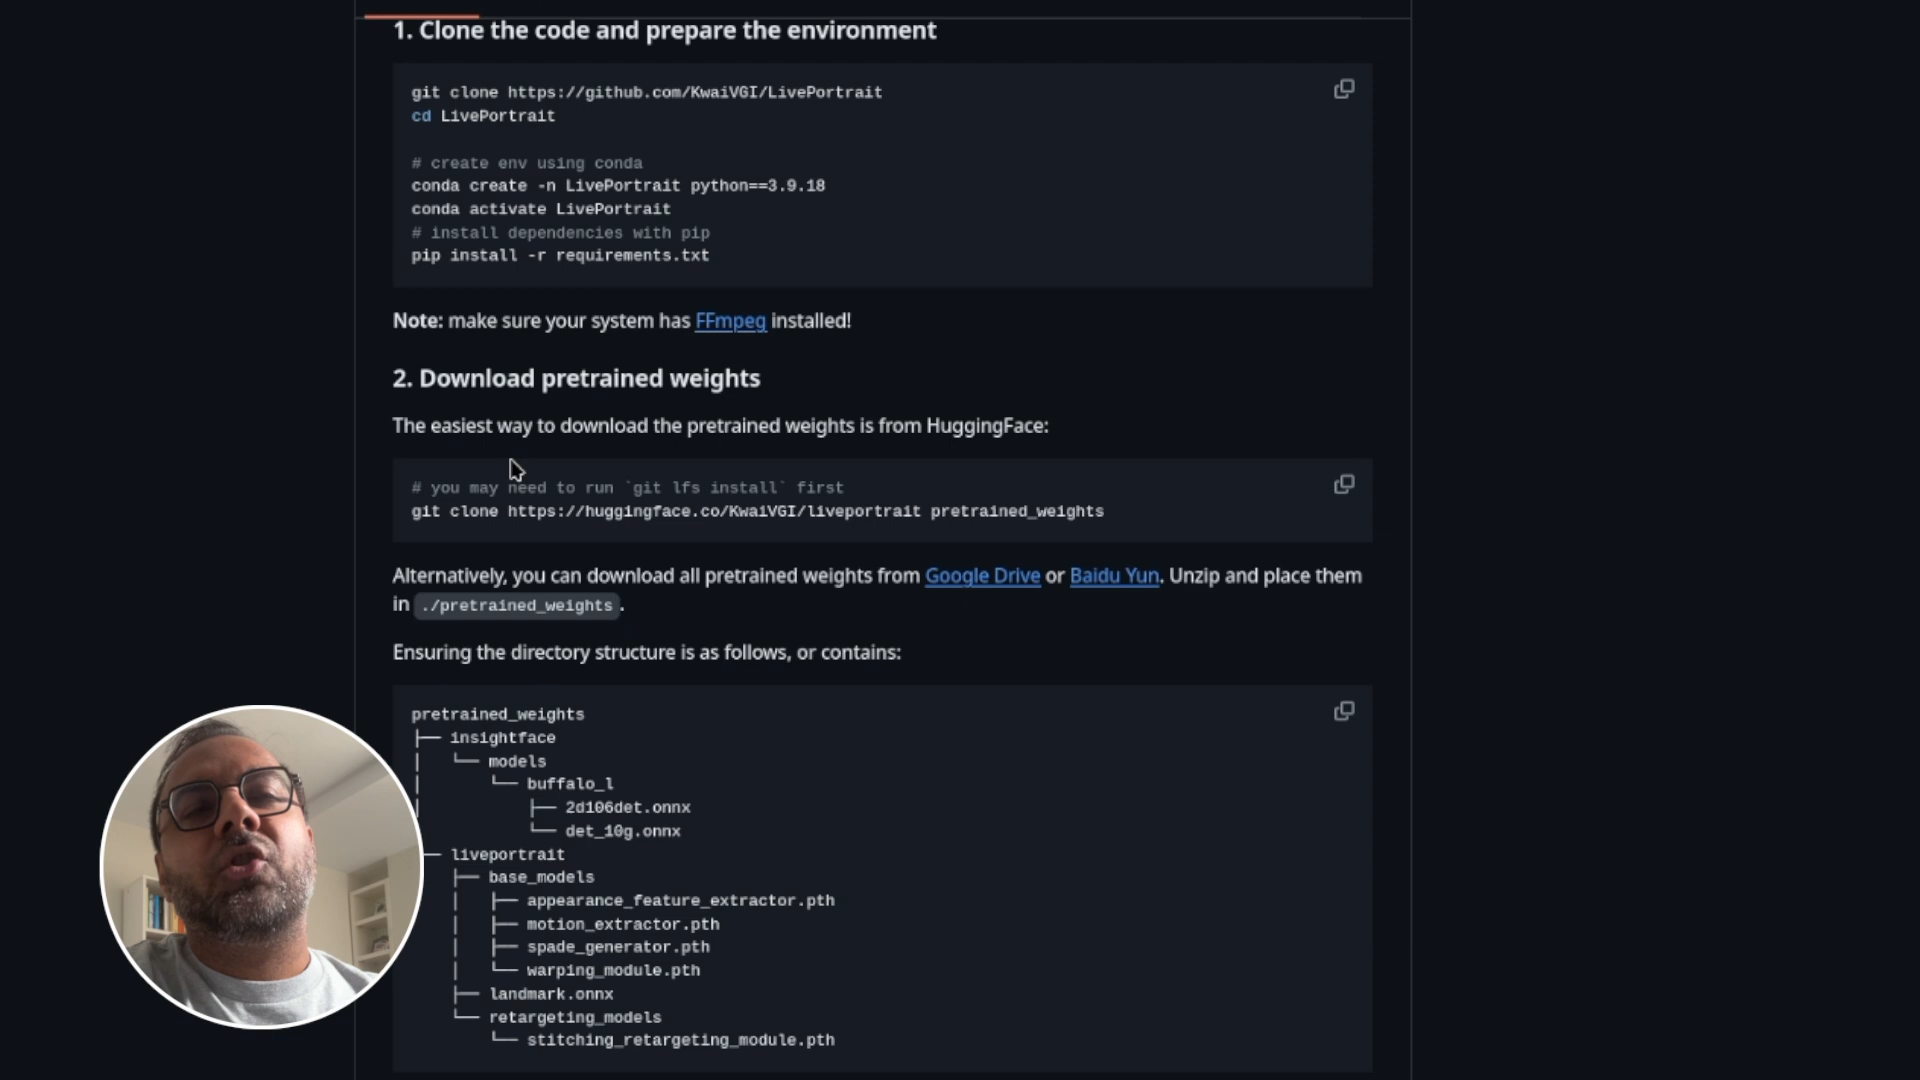 1. Clone the code and prepare the environment
git clone https://github.com/KwaiVGI/LivePortrait
cd LivePortrait
# create env using conda
conda create -n LivePortrait python==3.9.18
conda activate LivePortrait
# install dependencies with pip
pip install -r requirements.txt
Note: make sure your system has FFmpeg installed!
2. Download pretrained weights
The easiest way to download the pretrained weights is from HuggingFace:
# you may need to run `git lfs install` first
git clone https://huggingface.co/KwaiVGI/liveportrait pretrained_weights
Alternatively, you can download all pretrained weights from Google Drive or Baidu Yun. Unzip and place them
in ./pretrained_weights.
Ensuring the directory structure is as follows, or contains:
pretrained_weights
├── insightface
│   └── models
│       └── buffalo_l
│           ├── 2d106det.onnx
            └── det_10g.onnx
── liveportrait
    ├── base_models
    │   ├── appearance_feature_extractor.pth
    │   ├── motion_extractor.pth
    │   ├── spade_generator.pth
    │   └── warping_module.pth
    ├── landmark.onnx
    └── retargeting_models
        └── stitching_retargeting_module.pth